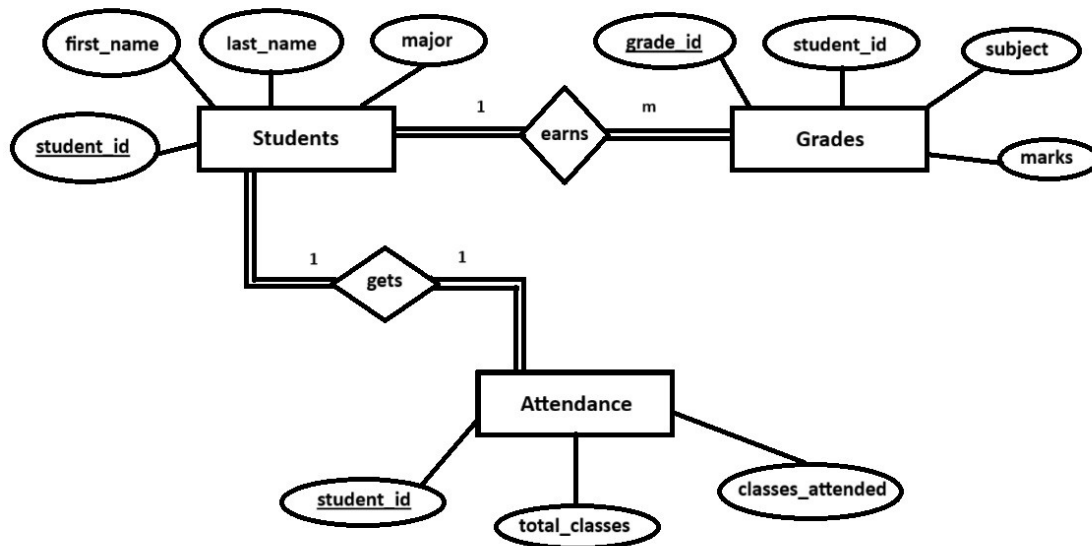 first_name
last_name
major
grade_id
student_id
subject
student_id
Students
1
earns
m
Grades
marks
1
gets
1
Attendance
student_id
total_classes
classes_attended